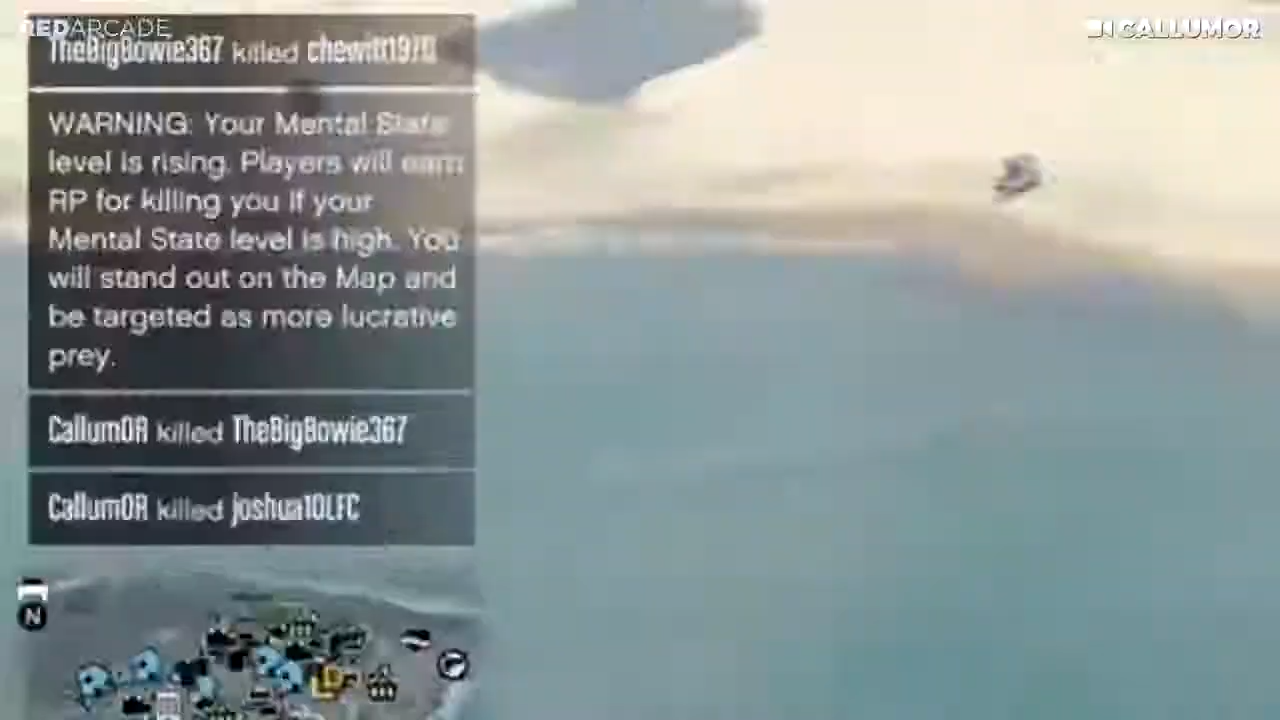 REDARCADE
CALLUMOR
TheBigBowie367 killed chewitt1970
WARNING: Your Mental State
level is rising. Players will earn
RP for killing you if your
Mental State level is high. You
will stand out on the Map and
be targeted as more lucrative
prey.
CallumOR killed TheBigBowie367
CallumOR killed joshua10LFC
N